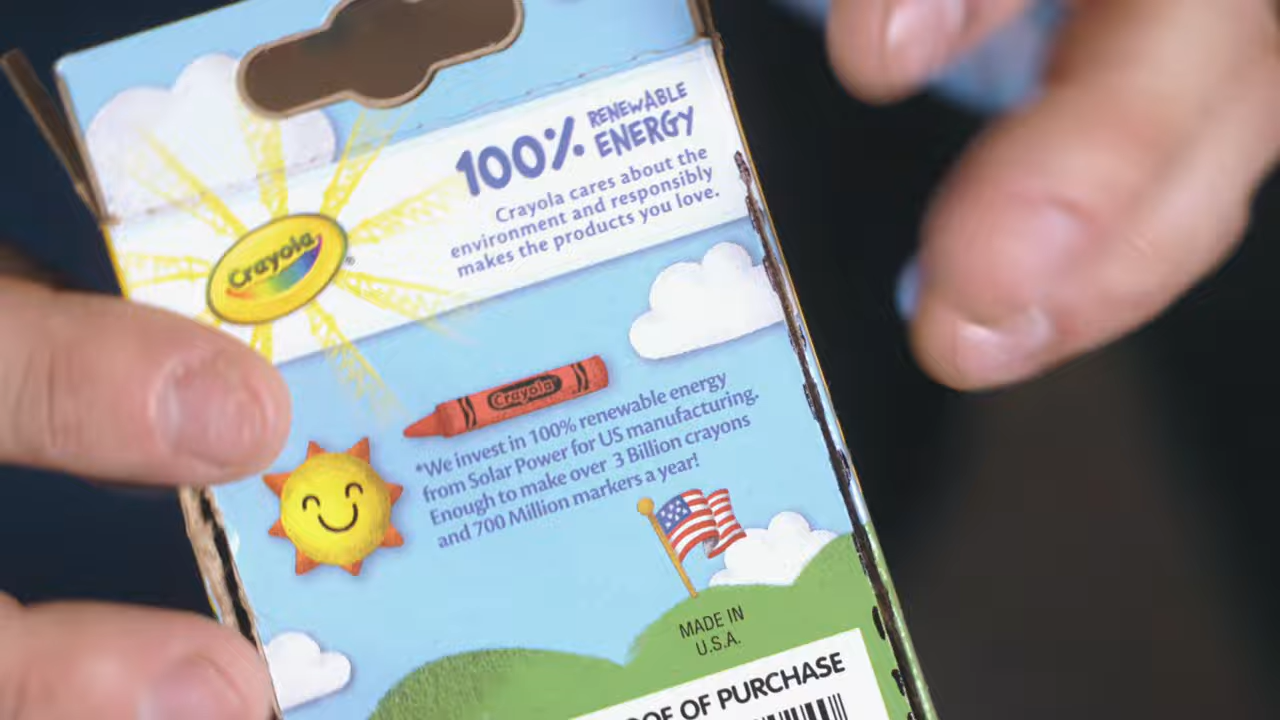 100% RENEWABLE
ENERGY
Crayola cares about the
environment and responsibly
makes the products you love.
Crayola®
Crayola
*We invest in 100% renewable energy
from Solar Power for US manufacturing.
Enough to make over 3 Billion crayons
and 700 Million markers a year!
MADE IN
U.S.A.
OF PURCHASE